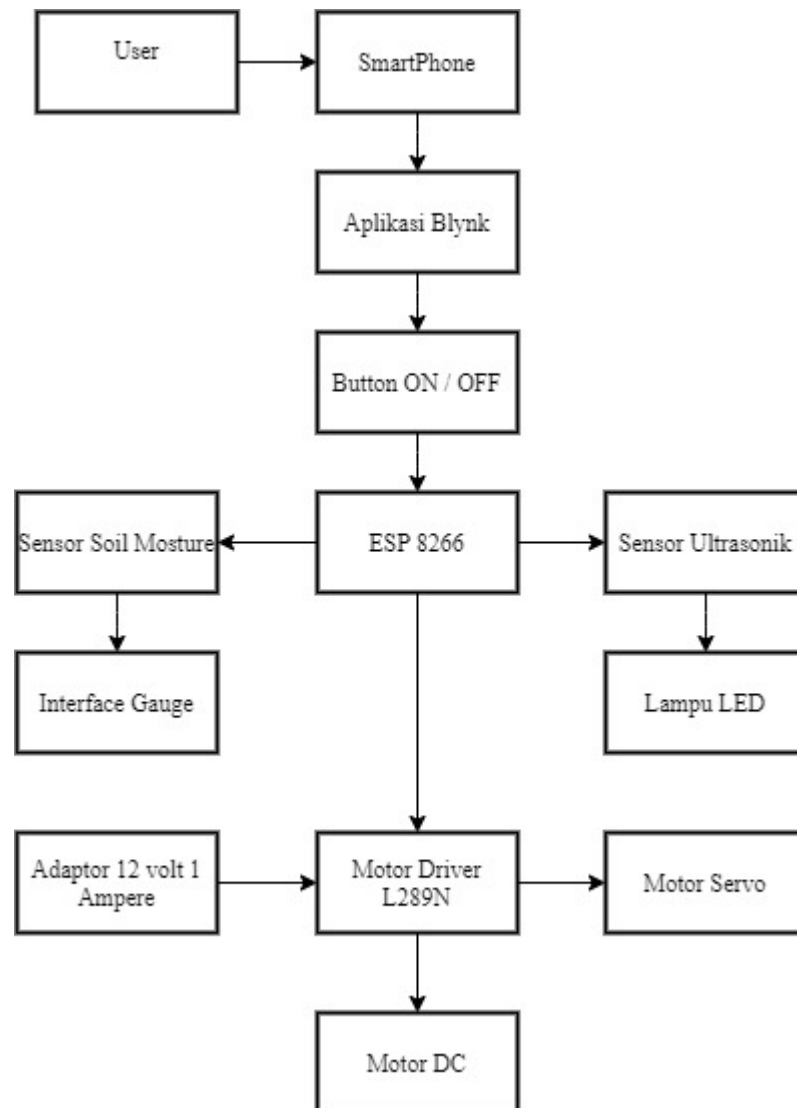 User
SmartPhone
Aplikasi Blynk
Button ON / OFF
Sensor Soil Mosture
ESP 8266
Sensor Ultrasonik
Interface Gauge
Lampu LED
Adaptor 12 volt 1
Ampere
Motor Driver
L289N
Motor Servo
Motor DC